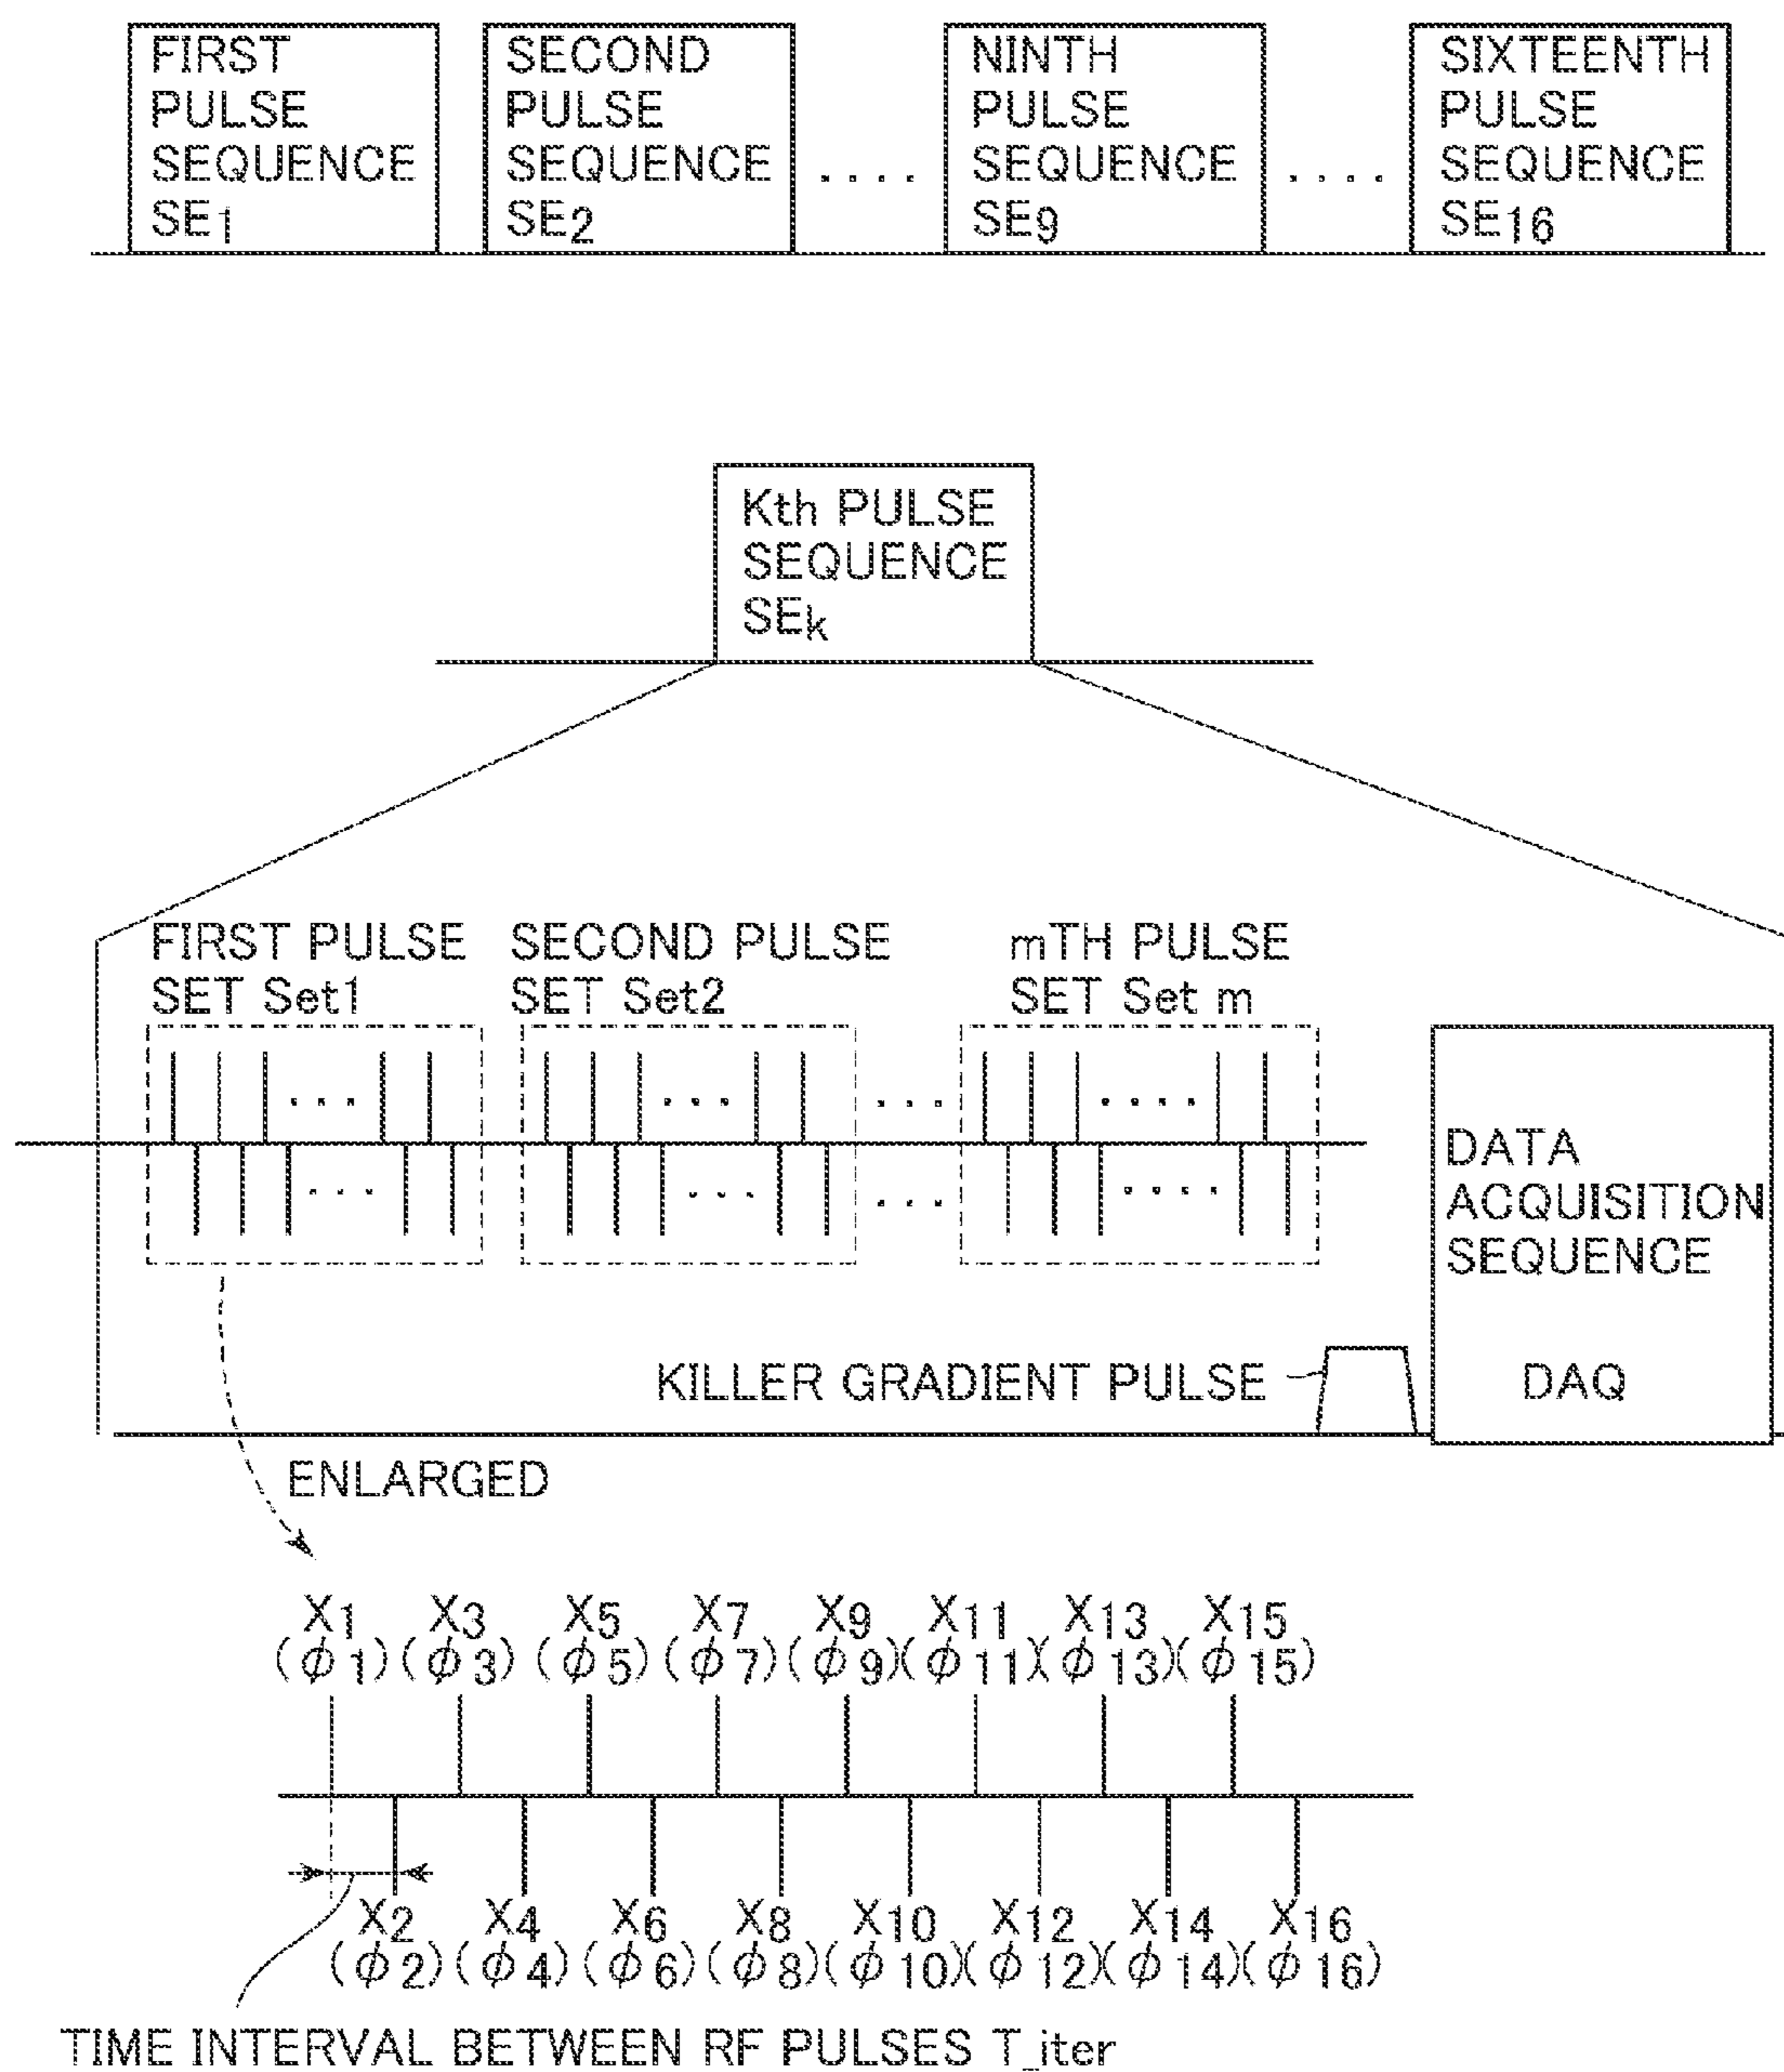 FIRST
PULSE
SEQUENCE
SE1
SECOND
PULSE
SEQUENCE
SE2
....
NINTH
PULSE
SEQUENCE
SE9
....
SIXTEENTH
PULSE
SEQUENCE
SE16
Kth PULSE
SEQUENCE
SEk
FIRST PULSE
SET Set1
SECOND PULSE
SET Set2
mTH PULSE
SET Set m
... ... ... ....
... ... ... ....
DATA
ACQUISITION
SEQUENCE
DAQ
KILLER GRADIENT PULSE
ENLARGED
X1 X3 X5 X7 X9 X11 X13 X15
(ϕ1)(ϕ3)(ϕ5)(ϕ7)(ϕ9)(ϕ11)(ϕ13)(ϕ15)
X2 X4 X6 X8 X10 X12 X14 X16
(ϕ2)(ϕ4)(ϕ6)(ϕ8)(ϕ10)(ϕ12)(ϕ14)(ϕ16)
TIME INTERVAL BETWEEN RF PULSES T_iter